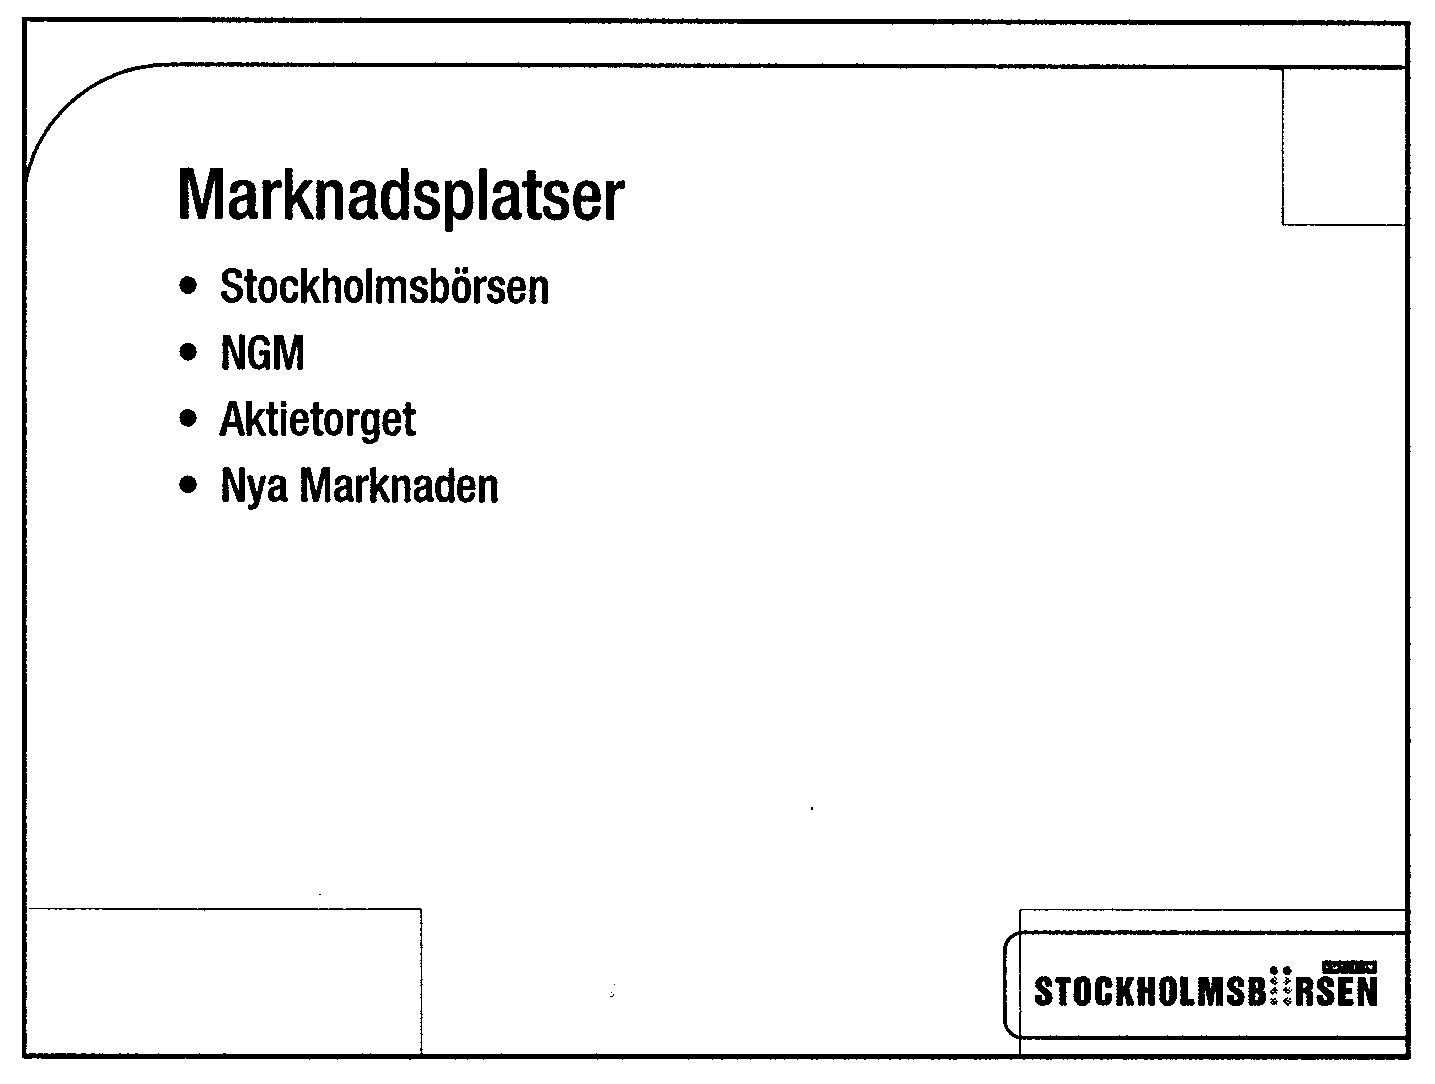 Marknadsplatser
• Stockholmsbörsen
• NGM
• Aktietorget
• Nya Marknaden
STOCKHOLMSBÖRSEN